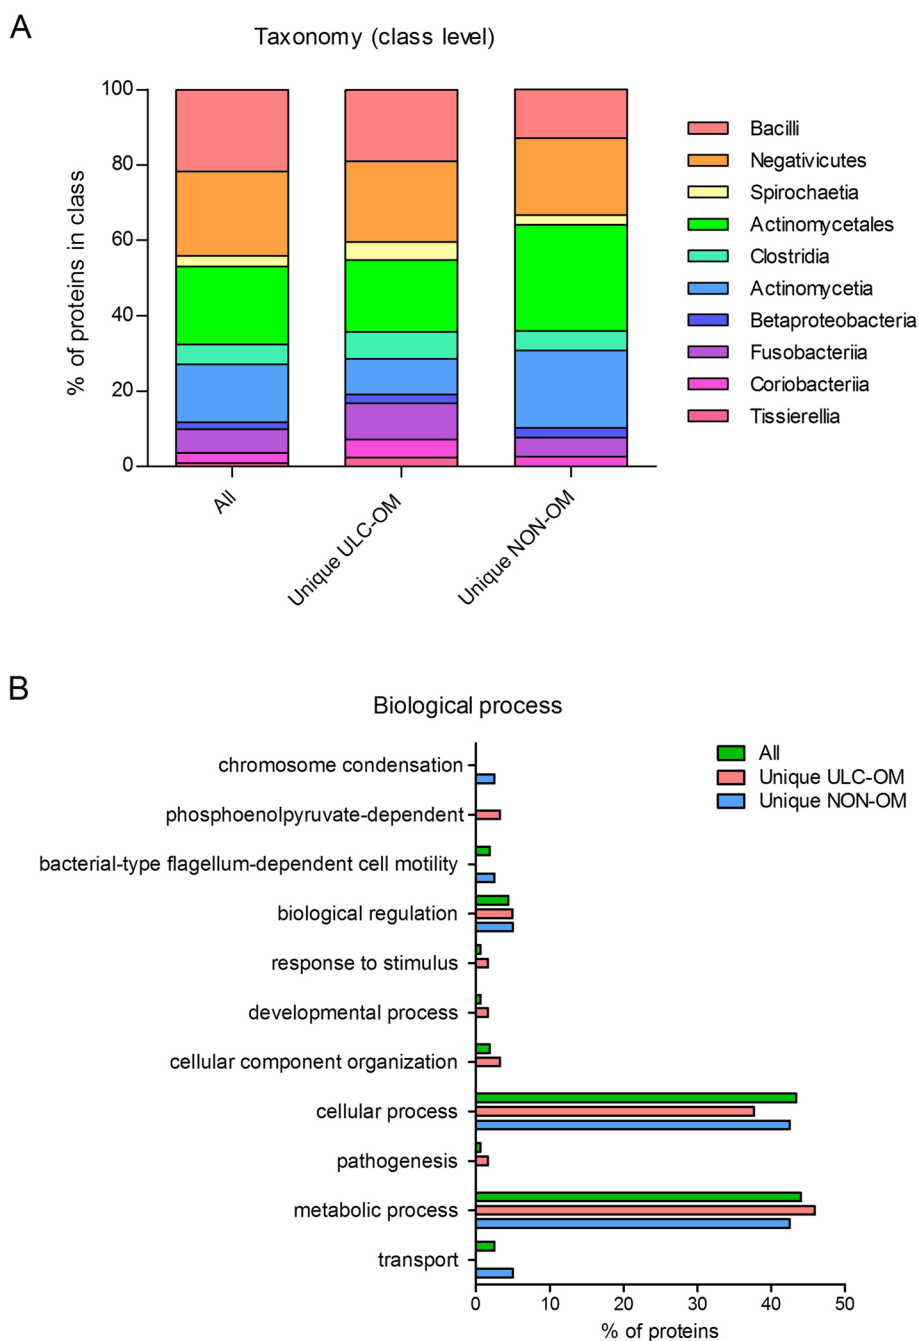 A
Taxonomy (class level)
% of proteins in class
100
80
60
40
20
0
All
Unique ULC-OM
Unique NON-OM
Bacilli
Negativicutes
Spirochaetia
Actinomycetales
Clostridia
Actinomycetia
Betaproteobacteria
Fusobacteriia
Coriobacteriia
Tissierellia
B
Biological process
All
Unique ULC-OM
Unique NON-OM
chromosome condensation
phosphoenolpyruvate-dependent
bacterial-type flagellum-dependent cell motility
biological regulation
response to stimulus
developmental process
cellular component organization
cellular process
pathogenesis
metabolic process
transport
0 10 20 30 40 50
% of proteins